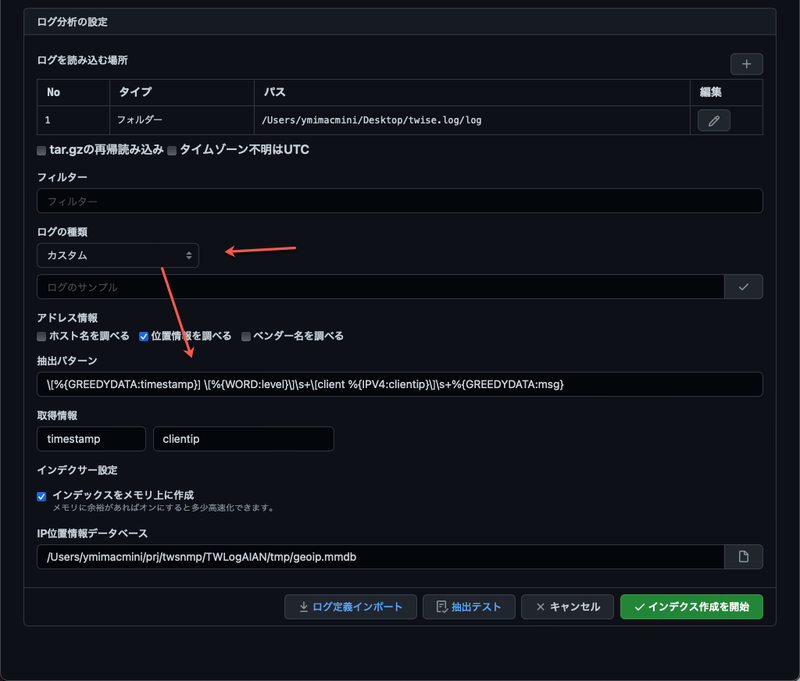 ログ分析の設定
ログを読み込む場所
No タイプ パス 編集
1 フォルダー /Users/ymimacmini/Desktop/twise.log/log
tar.gzの再帰読み込み タイムゾーン不明はUTC
フィルター
フィルター
ログの種類
カスタム
ログのサンプル
アドレス情報
ホスト名を調べる 位置情報を調べる ベンダー名を調べる
抽出パターン
\[%{GREEDYDATA:timestamp}] \[%{WORD:level}\]\s+\[client %{IPV4:clientip}\]\s+%{GREEDYDATA:msg}
取得情報
timestamp clientip
インデクサー設定
インデックスをメモリ上に作成
メモリに余裕があればオンにすると多少高速化できます。
IP位置情報データベース
/Users/ymimacmini/prj/twsnmp/TWLogAIAN/tmp/geoip.mmdb
ログ定義インポート 抽出テスト キャンセル インデクス作成を開始